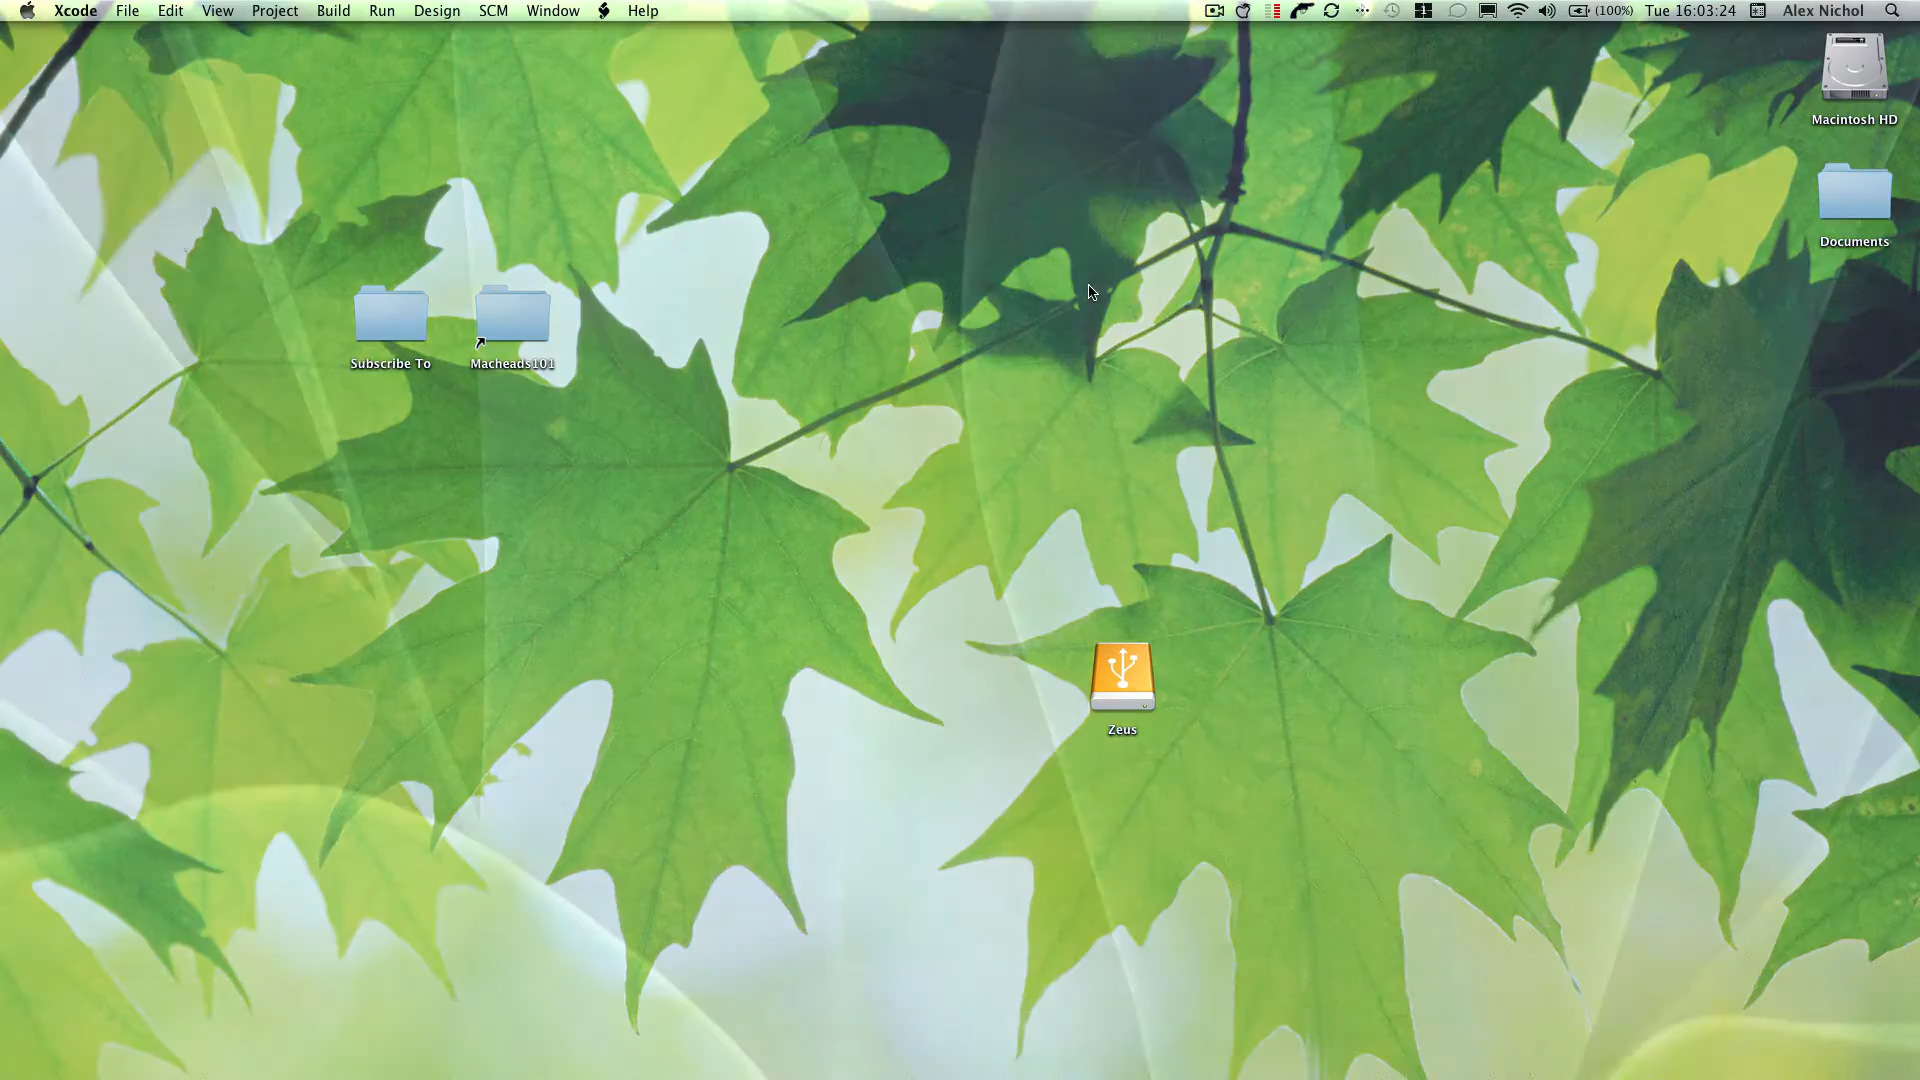 Xcode File Edit View Project Build Run Design SCM Window Help
1 (100%) Tue 16:03:24 Alex Nichol
Macintosh HD
Documents
Subscribe To
Macheads101
Zeus